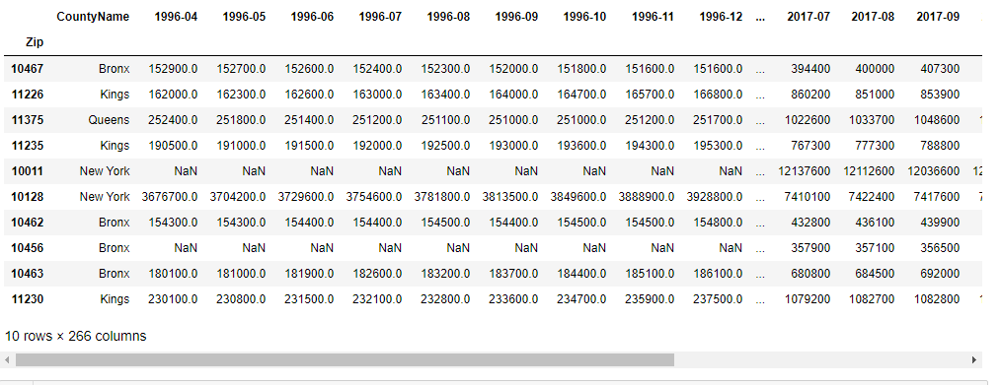 CountyName 1996-04 1996-05 1996-06 1996-07 1996-08 1996-09 1996-10 1996-11 1996-12 ... 2017-07 2017-08 2017-09
Zip
10467 Bronx 152900.0 152700.0 152600.0 152400.0 152300.0 152000.0 151800.0 151600.0 151600.0 ... 394400 400000 407300
11226 Kings 162000.0 162300.0 162600.0 163000.0 163400.0 164000.0 164700.0 165700.0 166800.0 ... 860200 851000 853900
11375 Queens 252400.0 251800.0 251400.0 251200.0 251100.0 251000.0 251000.0 251200.0 251700.0 ... 1022600 1033700 1048600
11235 Kings 190500.0 191000.0 191500.0 192000.0 192500.0 193000.0 193600.0 194300.0 195300.0 ... 767300 777300 788800
10011 New York NaN NaN NaN NaN NaN NaN NaN NaN NaN ... 12137600 12112600 12036600
10128 New York 3676700.0 3704200.0 3729600.0 3754600.0 3781800.0 3813500.0 3849600.0 3888900.0 3928800.0 ... 7410100 7422400 7417600
10462 Bronx 154300.0 154300.0 154400.0 154400.0 154500.0 154400.0 154500.0 154500.0 154800.0 ... 432800 436100 439900
10456 Bronx NaN NaN NaN NaN NaN NaN NaN NaN NaN ... 357900 357100 356500
10463 Bronx 180100.0 181000.0 181900.0 182600.0 183200.0 183700.0 184400.0 185100.0 186100.0 ... 680800 684500 692000
11230 Kings 230100.0 230800.0 231500.0 232100.0 232800.0 233600.0 234700.0 235900.0 237500.0 ... 1079200 1082700 1082800
10 rows × 266 columns